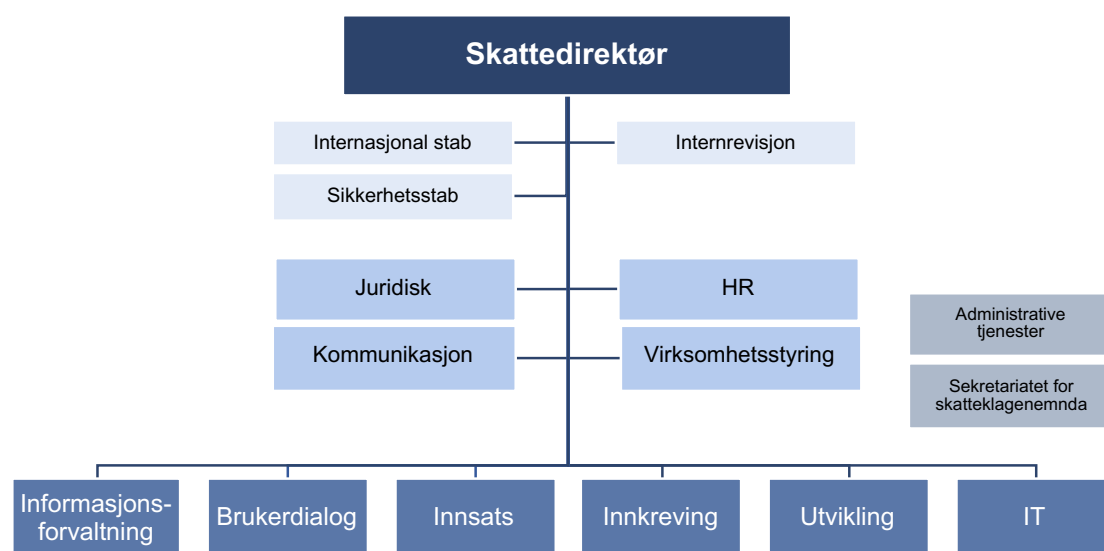 Skattedirektør
Internasjonal stab
Internrevisjon
Sikkerhetsstab
Juridisk
HR
Kommunikasjon
Virksomhetsstyring
Administrative
tjenester
Sekretariatet for
skatteklagenemnda
Informasjons-
forvaltning
Brukerdialog
Innsats
Innkreving
Utvikling
IT